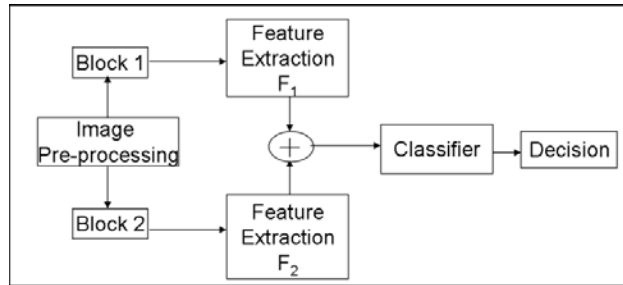 Block 1
Feature
Extraction
F₁
Image
Pre-processing
+
Classifier
Decision
Block 2
Feature
Extraction
F₂